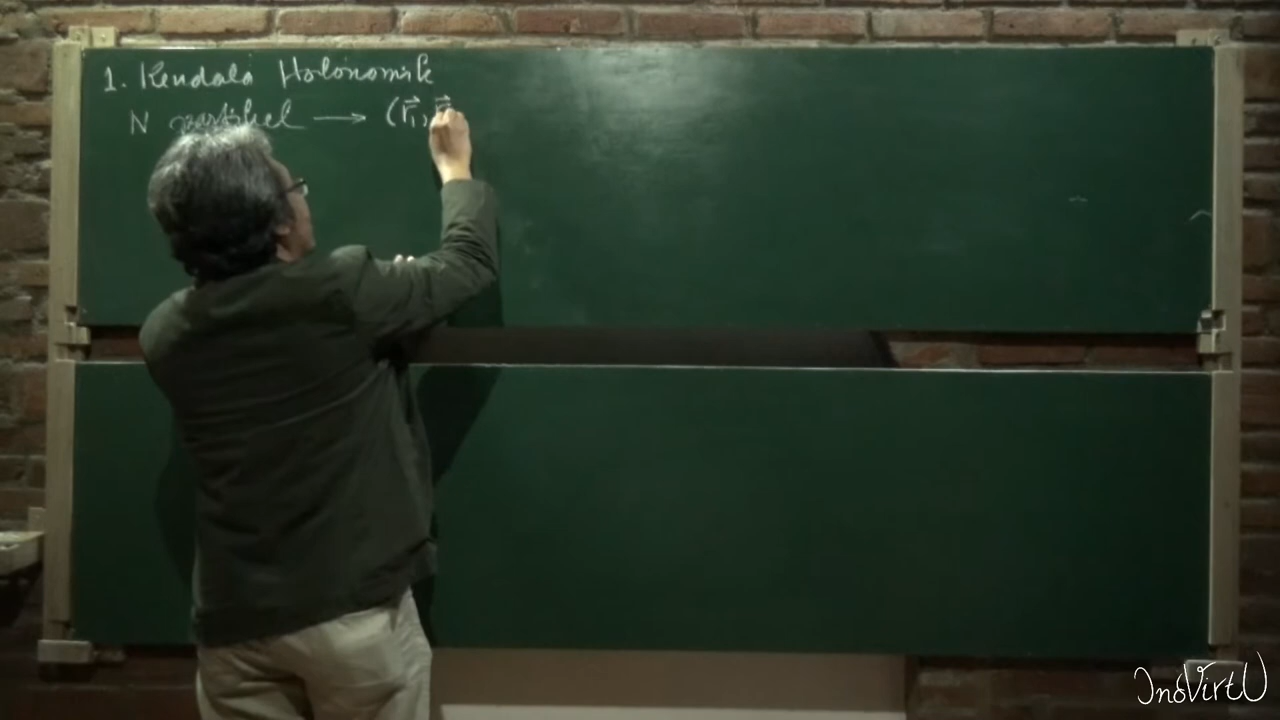 1. Kendala Holonomik
N partikel ⟶ (r⃗₁, r⃗
InoVirtU